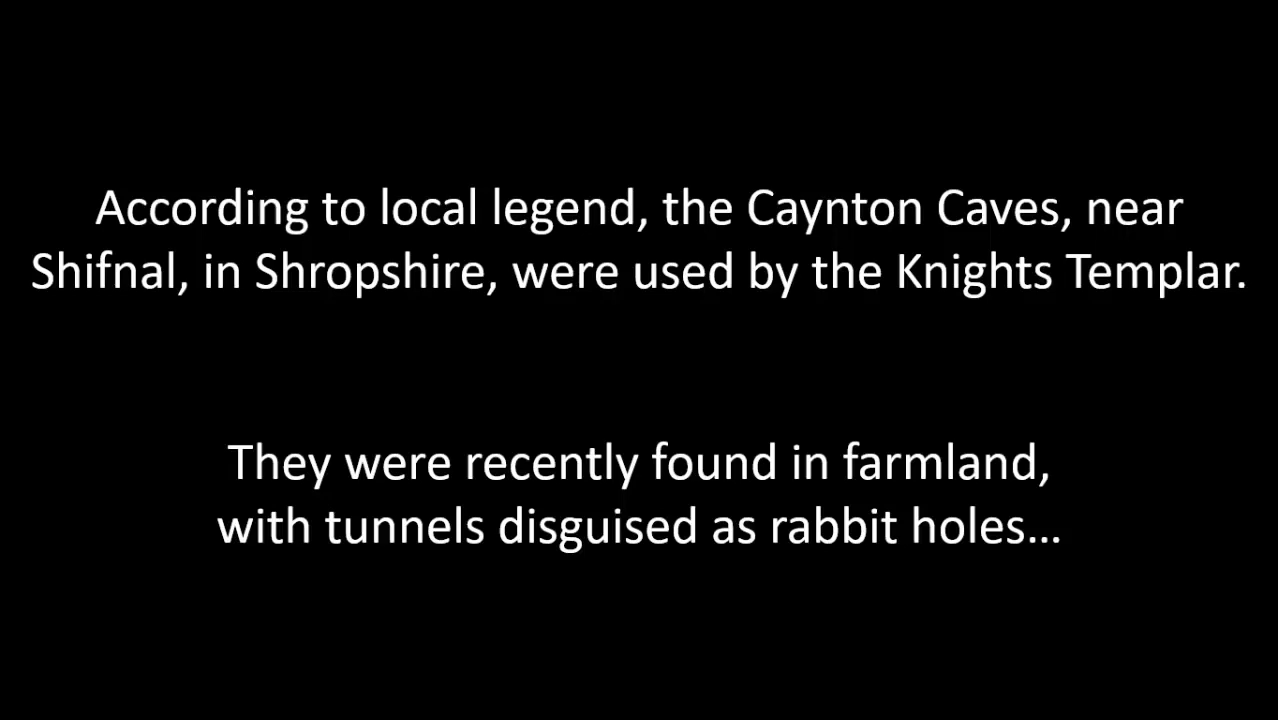 According to local legend, the Caynton Caves, near
Shifnal, in Shropshire, were used by the Knights Templar.
They were recently found in farmland,
with tunnels disguised as rabbit holes…